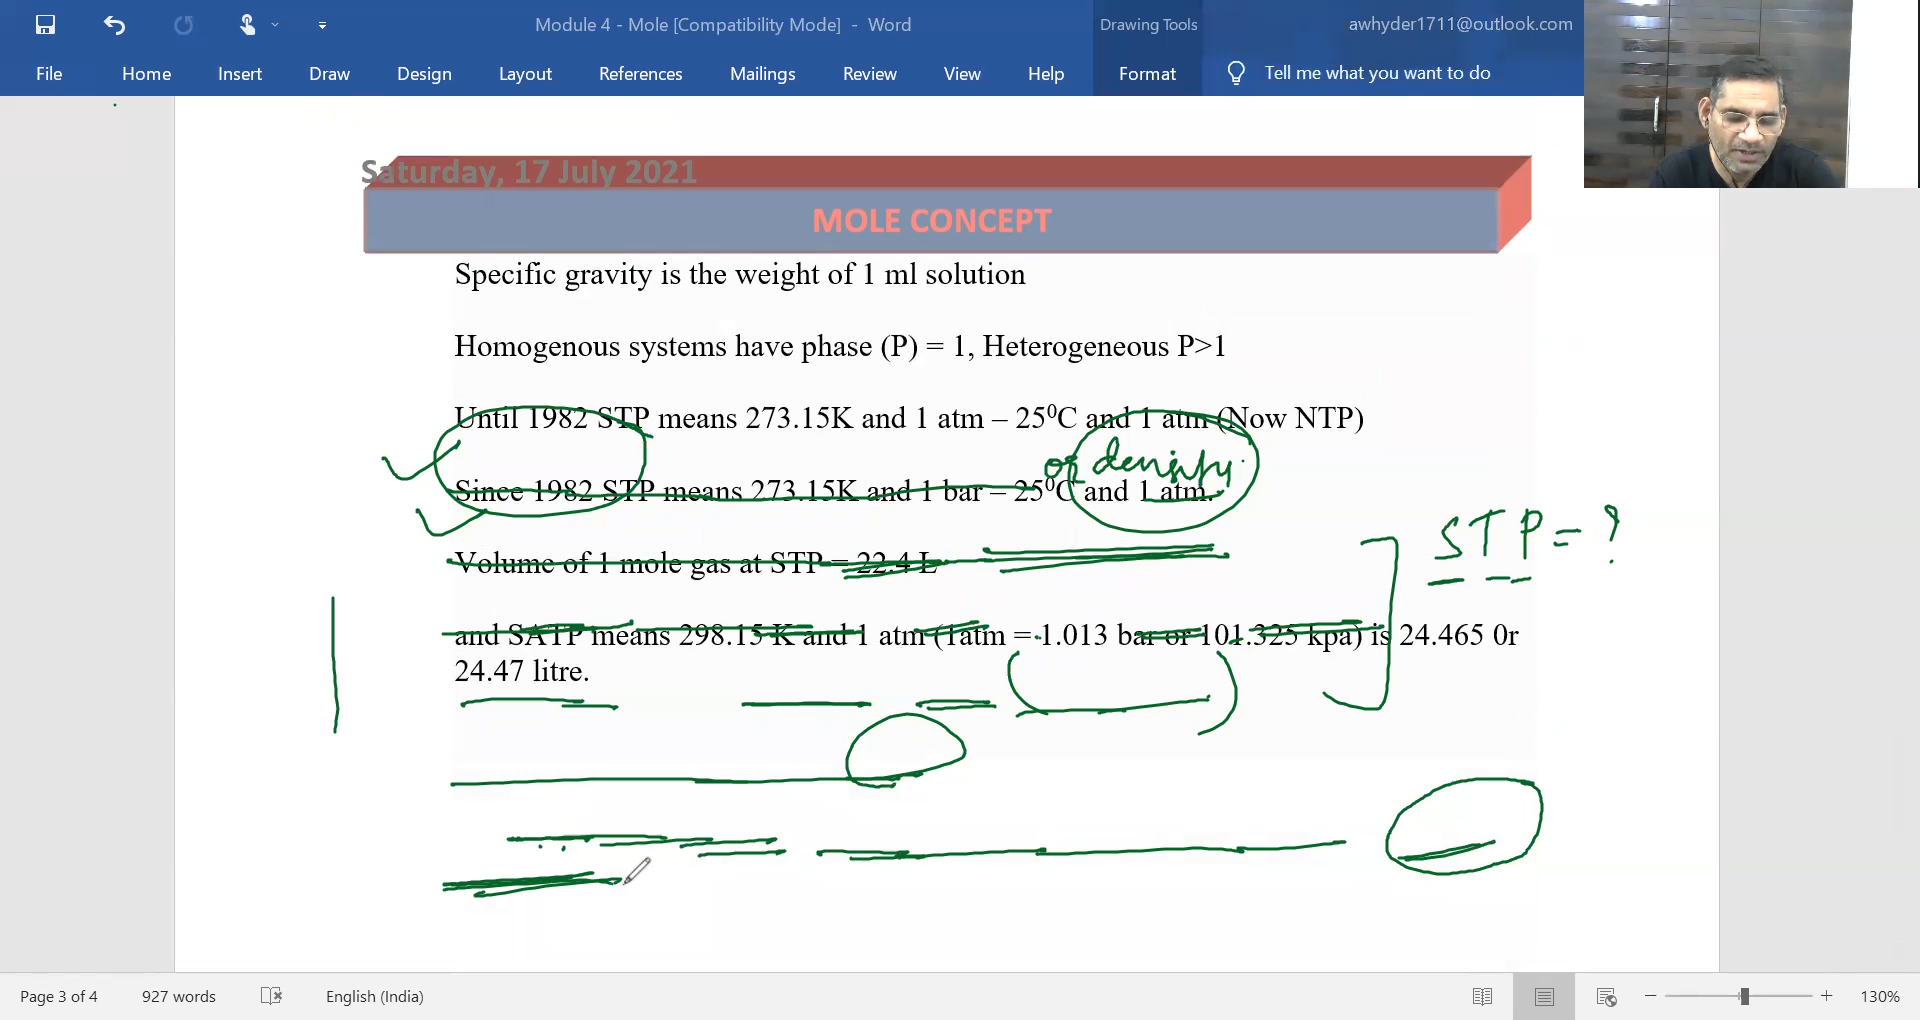 Module 4 - Mole [Compatibility Mode] - Word
Drawing Tools
awhyder1711@outlook.com
File Home Insert Draw Design Layout References Mailings Review View Help Format Tell me what you want to do
Saturday, 17 July 2021
MOLE CONCEPT
Specific gravity is the weight of 1 ml solution
Homogenous systems have phase (P) = 1, Heterogeneous P>1
Until 1982 STP means 273.15K and 1 atm – 25⁰C and 1 atm (Now NTP)
or density
Since 1982 STP means 273.15K and 1 bar – 25⁰C and 1 atm.
STP = ?
Volume of 1 mole gas at STP = 22.4 L
and SATP means 298.15 K and 1 atm (1atm = 1.013 bar or 101.325 kpa) is 24.465 0r
24.47 litre.
Page 3 of 4 927 words English (India) 130%